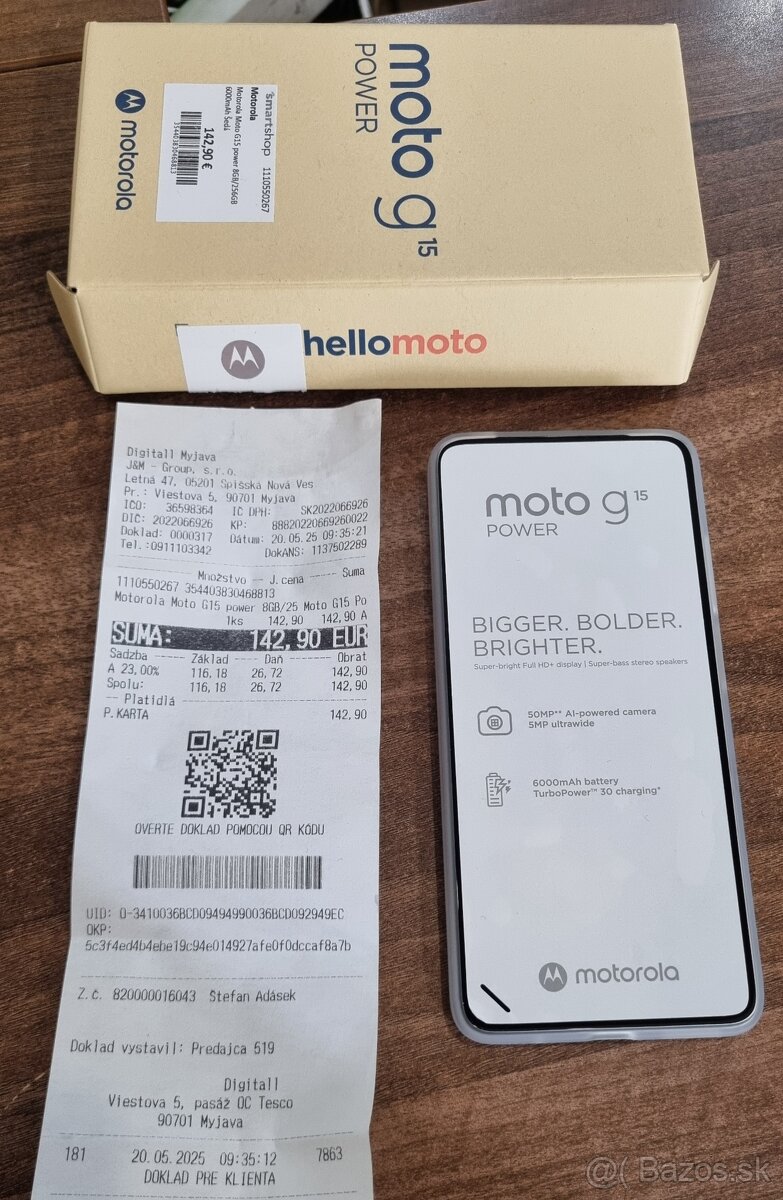 moto g 15
POWER
motorola
smartshop 1110550267
Motorola
Motorola Moto G15 power 8GB/256GB
6000mAh Šedá
142,90 €
354403830468813
hellomoto
Digitall Myjava
J&M - Group, s.r.o.
Letná 47, 05201 Spišská Nová Ves
Pr.: Viestova 5, 90701 Myjava
IČO: 36598364 IC DPH: SK2022066926
DIČ: 2022066926 KP: 88820220669260022
Doklad: 0000317 Dátum: 20.05.25 09:35:21
Tel.:0911103342 DokANS: 1137502289
Množstvo -- J.cena ---- Suma
1110550267 354403830468813
Motorola Moto G15 power 8GB/25 Moto G15 Po
1ks 142,90 142,90 A
SUMA: 142,90 EUR
Sadzba Základ Daň Obrat
A 23,00% 116,18 26,72 142,90
Spolu: 116,18 26,72 142,90
-- Platidlá
P.KARTA 142,90
OVERTE DOKLAD POMOCOU QR KÓDU
UID: O-3410036BCD09494990036BCD092949EC
OKP:
5c3f4ed4b4ebe19c94e014927afe0f0dccaf8a7b
Z.č. 820000016043 Štefan Adásek
Doklad vystavil: Predajca 519
Digitall
Viestova 5, pasáž OC Tesco
90701 Myjava
181 20.05.2025 09:35:12 7863
DOKLAD PRE KLIENTA
moto g 15
POWER
BIGGER. BOLDER.
BRIGHTER.
Super-bright Full HD+ display | Super-bass stereo speakers
50MP** AI-powered camera
5MP ultrawide
6000mAh battery
TurboPower™ 30 charging*
motorola
@( Bazos.sk